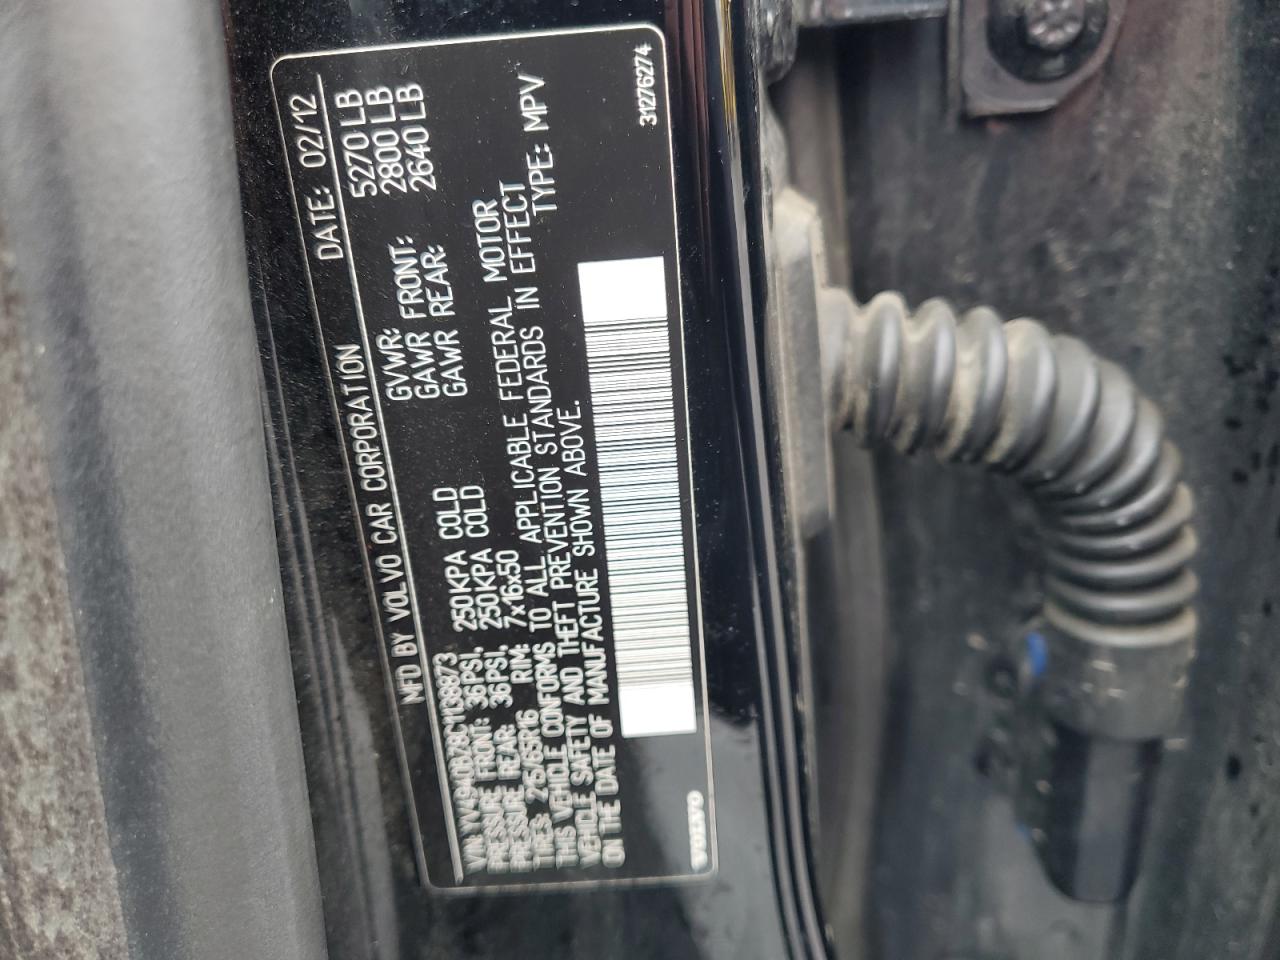 MFD BY VOLVO CAR CORPORATION DATE: 02/12
VIN: YV4940BZ8C1138873 GVWR: 5270 LB
PRESSURE FRONT: 36PSI, 250KPA COLD GAWR FRONT: 2800 LB
PRESSURE REAR: 36PSI, 250KPA COLD GAWR REAR: 2640 LB
TIRES: 215/65R16 RIM: 7x16x50
THIS VEHICLE CONFORMS TO ALL APPLICABLE FEDERAL MOTOR
VEHICLE SAFETY AND THEFT PREVENTION STANDARDS IN EFFECT
ON THE DATE OF MANUFACTURE SHOWN ABOVE. TYPE: MPV
VOLVO 31276274